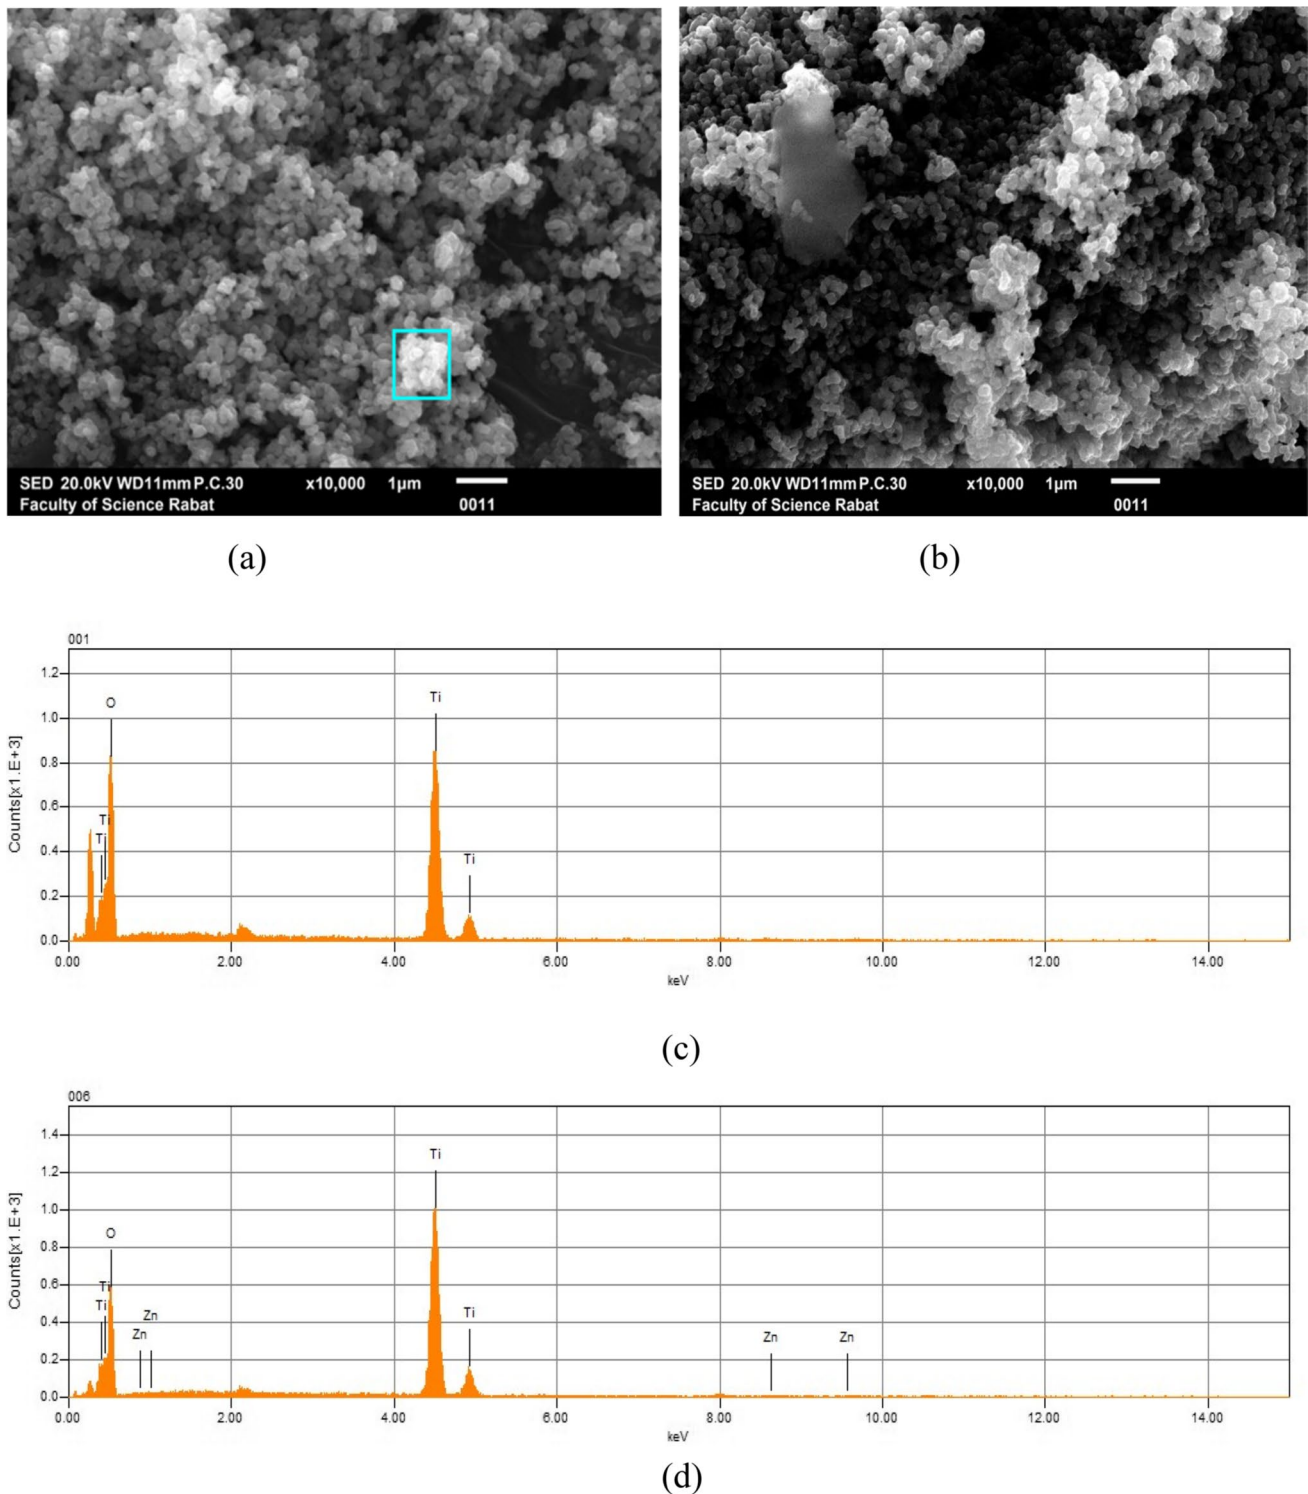 SED 20.0kV WD11mmP.C.30 x10,000 1µm
Faculty of Science Rabat 0011
SED 20.0kV WD11mmP.C.30 x10,000 1µm
Faculty of Science Rabat 0011
(a)
(b)
001
Counts[x1.E+3]
1.2
1.0
0.8
0.6
0.4
0.2
0.0
O
Ti
Ti
Ti
Ti
0.00 2.00 4.00 6.00 8.00 10.00 12.00 14.00
keV
(c)
006
Counts[x1.E+3]
1.4
1.2
1.0
0.8
0.6
0.4
0.2
0.0
Ti
O
Ti
Ti
Zn
Zn
Ti
Zn
Zn
0.00 2.00 4.00 6.00 8.00 10.00 12.00 14.00
keV
(d)